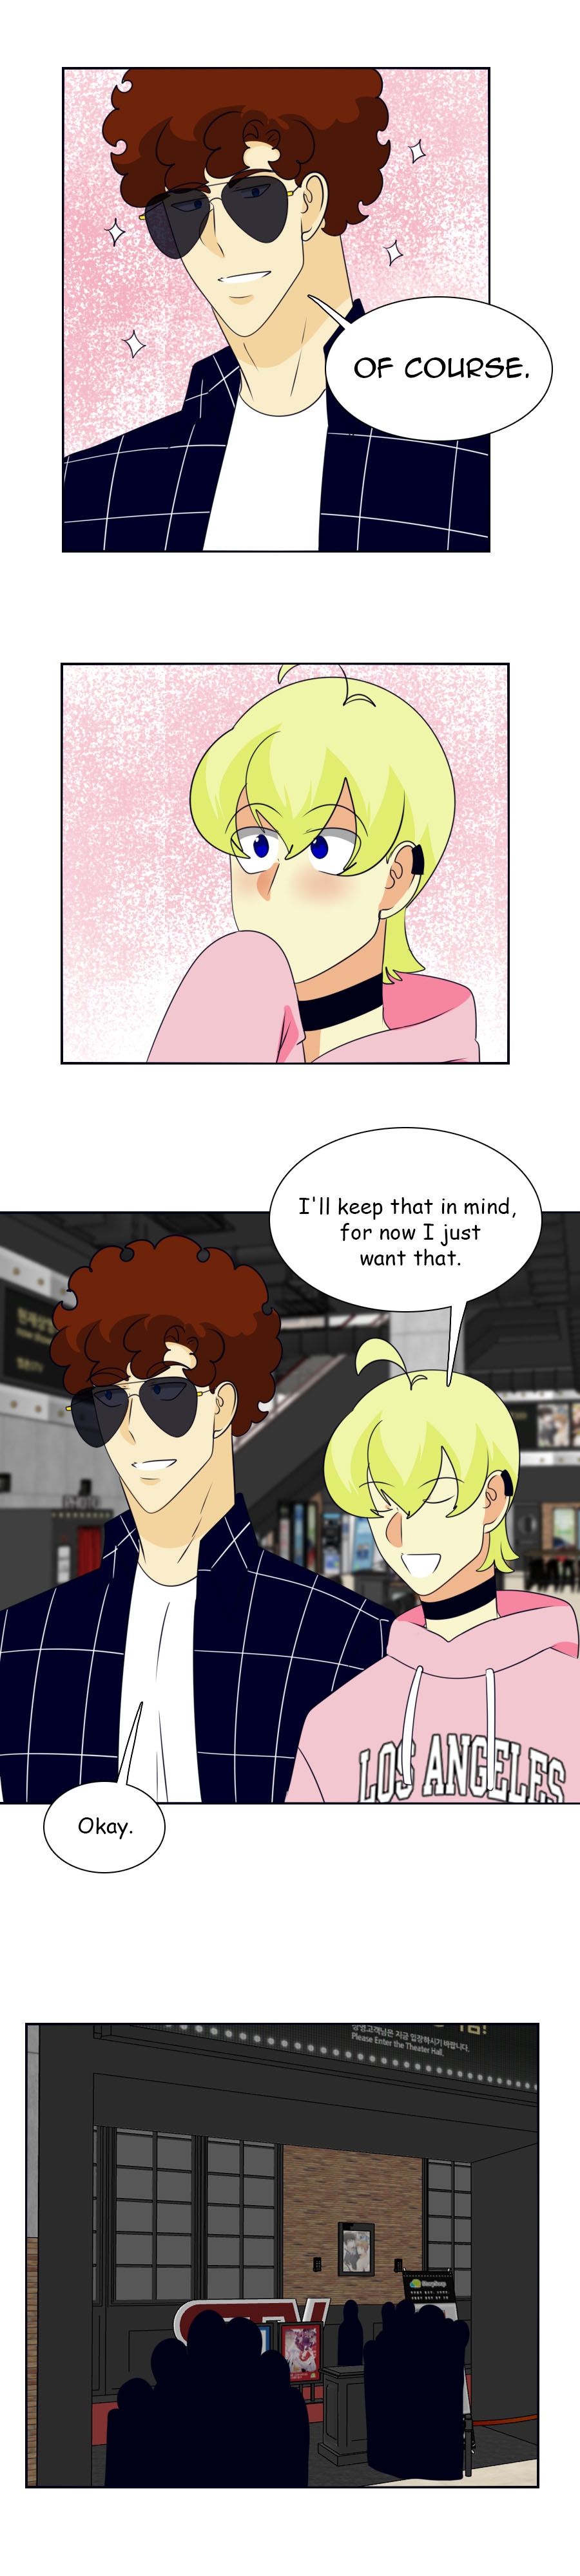 OF COURSE.
I'll keep that in mind,
for now I just
want that.
LOS ANGELES
Okay.
Please Enter the Theater Hall.